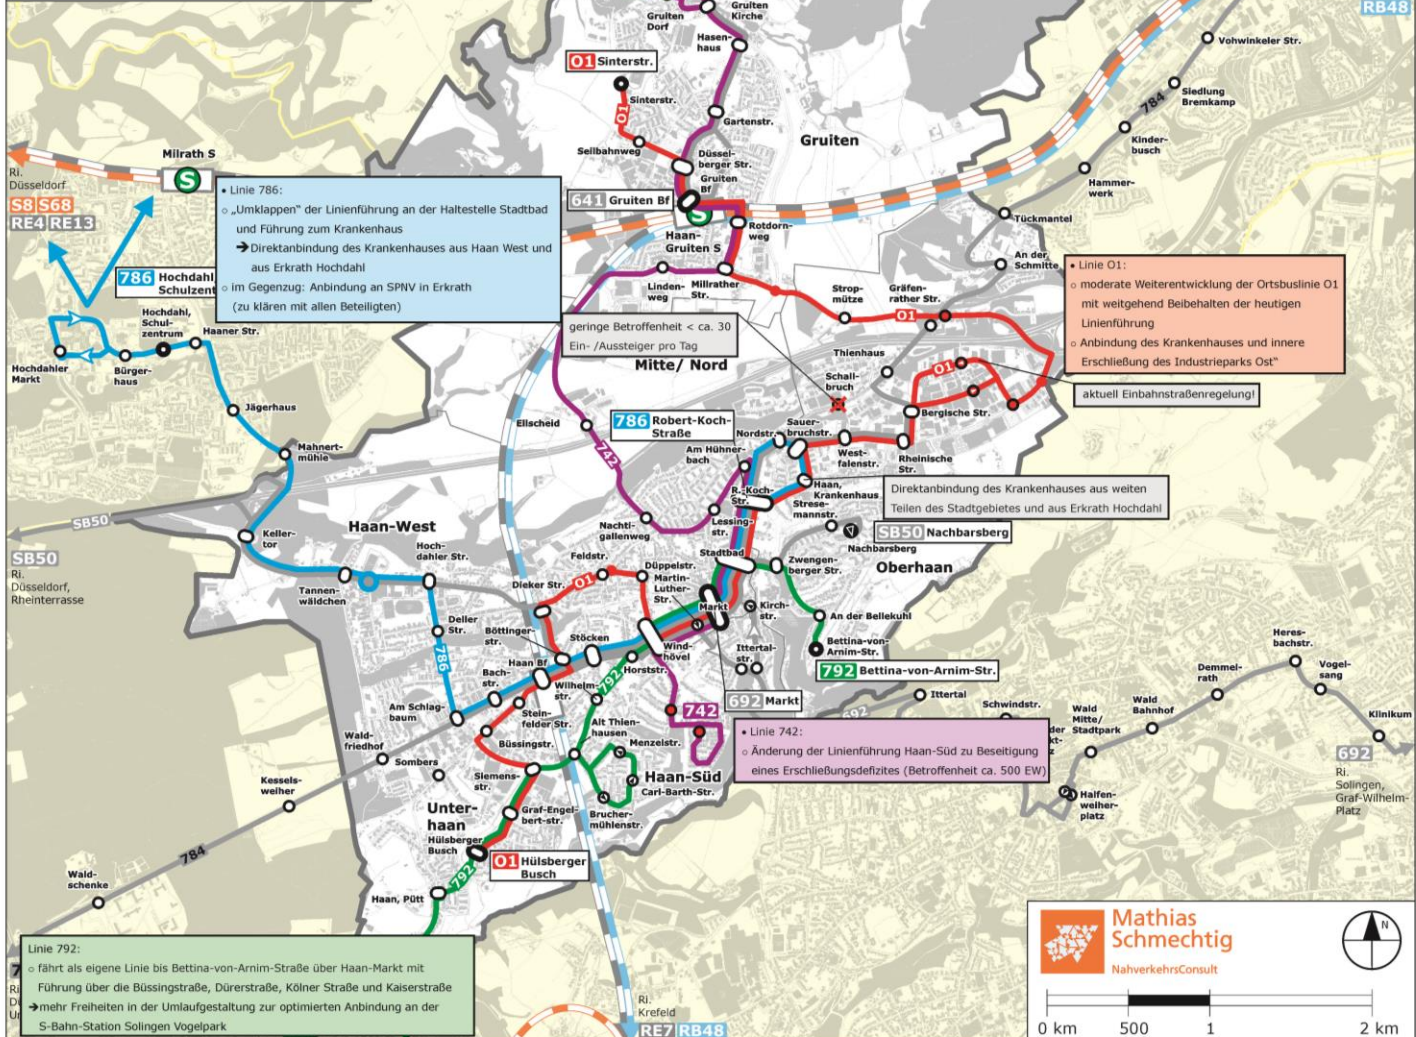 Gruiten
Dorf
Gruiten
Kirche
RB48
Hasen-
haus
Vohwinkeler Str.
O1 Sinterstr.
Sinterstr.
O1
Gartenstr.
784
Siedlung
Bremkamp
Seilbahnweg
Düssel-
berger Str.
Gruiten
Kinder-
busch
Milrath S
S
Ri.
Düsseldorf
S8 S68
RE4 RE13
Gruiten
Bf
641 Gruiten Bf
S
Haan-
Gruiten S
Rotdorn-
weg
Hammer-
werk
Tückmantel
An der
Schmitte
• Linie 786:
○ „Umklappen" der Linienführung an der Haltestelle Stadtbad
und Führung zum Krankenhaus
➔ Direktanbindung des Krankenhauses aus Haan West und
aus Erkrath Hochdahl
○ im Gegenzug: Anbindung an SPNV in Erkrath
(zu klären mit allen Beteiligten)
786 Hochdahl,
Schulzent
Hochdahl,
Schul-
zentrum
Haaner Str.
Hochdahler
Markt
Bürger-
haus
Jägerhaus
Mahnert-
mühle
Linden-
weg
Millrather
Str.
Strop-
mütze
Gräfen-
rather Str.
O1
• Linie O1:
○ moderate Weiterentwicklung der Ortsbuslinie O1
mit weitgehend Beibehalten der heutigen
Linienführung
○ Anbindung des Krankenhauses und innere
Erschließung des Industrieparks Ost"
geringe Betroffenheit < ca. 30
Ein- /Aussteiger pro Tag
Mitte/ Nord
Thienhaus
Schall-
bruch
O1
aktuell Einbahnstraßenregelung!
Bergische Str.
Ellscheid
742
786 Robert-Koch-
Straße
Nordstr.
Sauer-
bruchstr.
Am Hühner-
bach
West-
falenstr.
Rheinische
Str.
R.-Koch-
Str.
Haan,
Krankenhaus
Direktanbindung des Krankenhauses aus weiten
Teilen des Stadtgebietes und aus Erkrath Hochdahl
Strese-
mannstr.
SB50 Nachbarsberg
Nachbarsberg
Nachti-
gallenweg
Lessing-
str.
SB50
SB50
Ri.
Düsseldorf,
Rheinterrasse
Haan-West
Keller-
tor
Hoch-
dahler Str.
Tannen-
wäldchen
Stadtbad
Zwengen-
berger Str.
Oberhaan
Feldstr.
Düppelstr.
Dieker Str.
O1
Martin-
Luther-
Str.
Markt
Kirch-
str.
An der Bellekuhl
Deller
Str.
786
Böttinger-
str.
Stöcken
Wind-
hövel
Ittertal-
str.
Bettina-von-
Arnim-Str.
792 Bettina-von-Arnim-Str.
Haan Bf
Horststr.
Bach-
str.
Wilhelm-
str.
792
Heres-
bachstr.
Demmel-
rath
Vogel-
sang
Am Schlag-
baum
Stein-
felder Str.
Alt Thien-
hausen
742
692 Markt
692
Ittertal
Schwindstr.
Wald
Mitte/
Stadtpark
Wald
Bahnhof
Klinikum
Wald-
friedhof
Büssingstr.
Menzelstr.
• Linie 742:
○ Änderung der Linienführung Haan-Süd zu Beseitigung
eines Erschließungsdefizites (Betroffenheit ca. 500 EW)
692
Ri.
Solingen,
Graf-Wilhelm-
Platz
Sombers
Siemens-
str.
Haan-Süd
Carl-Barth-Str.
Kessels-
weiher
Halfen-
weiher-
platz
Unter-
haan
Graf-Engel-
bert-str.
Brucher-
mühlenstr.
Hülsberger
Busch
O1 Hülsberger
Busch
784
792
Wald-
schenke
Haan, Pütt
Linie 792:
○ fährt als eigene Linie bis Bettina-von-Arnim-Straße über Haan-Markt mit
Führung über die Büssingstraße, Dürerstraße, Kölner Straße und Kaiserstraße
➔mehr Freiheiten in der Umlaufgestaltung zur optimierten Anbindung an der
S-Bahn-Station Solingen Vogelpark
Ri.
Krefeld
RE7 RB48
Mathias
Schmechtig
NahverkehrsConsult
N
0 km 500 1 2 km